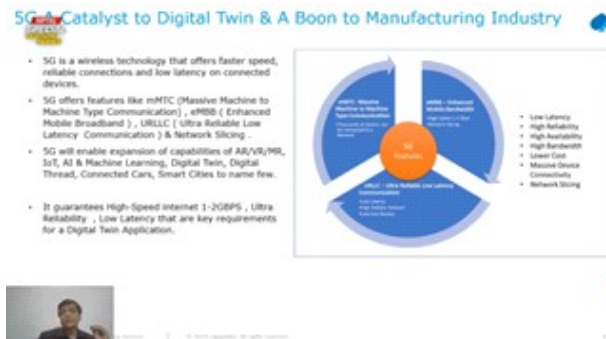 5G A Catalyst to Digital Twin & A Boon to Manufacturing Industry
5G is a wireless technology that offers faster speed,
reliable connections and low latency on connected
devices.
5G offers features like mMTC (Massive Machine to
Machine Type Communication) , eMBB ( Enhanced
Mobile Broadband ) , URLLC ( Ultra Reliable Low
Latency Communication ) & Network Slicing .
5G will enable expansion of capabilities of AR/VR/MR,
IoT, AI & Machine Learning, Digital Twin, Digital
Thread, Connected Cars, Smart Cities to name few.
It guarantees High-Speed internet 1-2GBPS , Ultra
Reliability , Low Latency that are key requirements
for a Digital Twin Application.
mMTC- Massive
Machine to Machine
Type Communication
eMBB – Enhanced
Mobile Bandwidth
5G
Features
URLLC – Ultra Reliable and Low Latency
Communication
Low Latency
High Reliability
High Availability
High Bandwidth
Lower Cost
Massive Device
Connectivity
Network Slicing